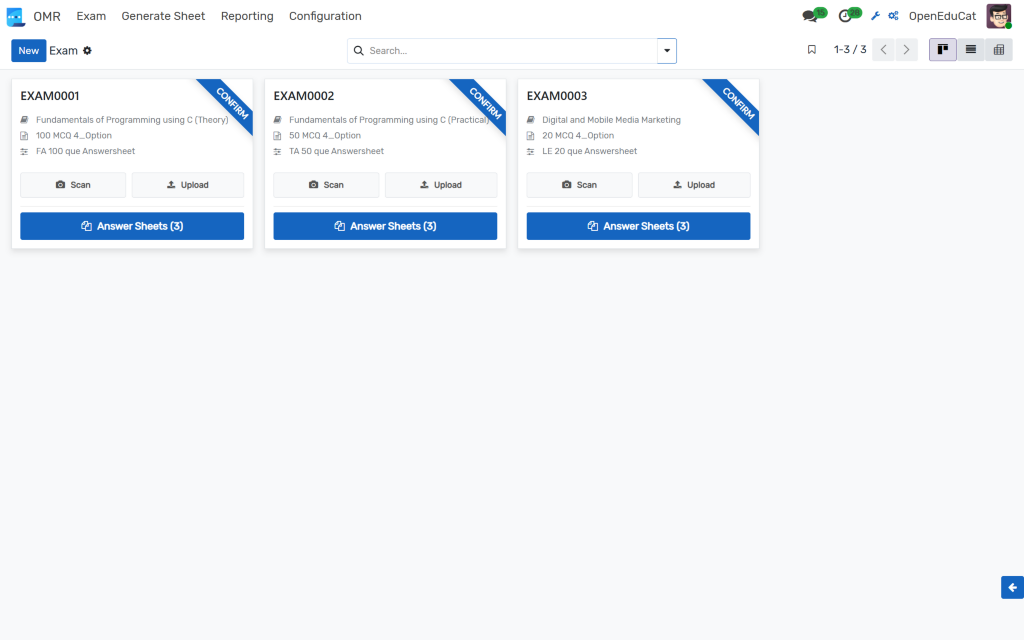 OMR Exam Generate Sheet Reporting Configuration 15 28 OpenEduCat
New Exam Search... 1-3 / 3
EXAM0001 CONFIRM
Fundamentals of Programming using C (Theory)
100 MCQ 4_Option
FA 100 que Answersheet
Scan Upload
Answer Sheets (3)
EXAM0002 CONFIRM
Fundamentals of Programming using C (Practical)
50 MCQ 4_Option
TA 50 que Answersheet
Scan Upload
Answer Sheets (3)
EXAM0003 CONFIRM
Digital and Mobile Media Marketing
20 MCQ 4_Option
LE 20 que Answersheet
Scan Upload
Answer Sheets (3)